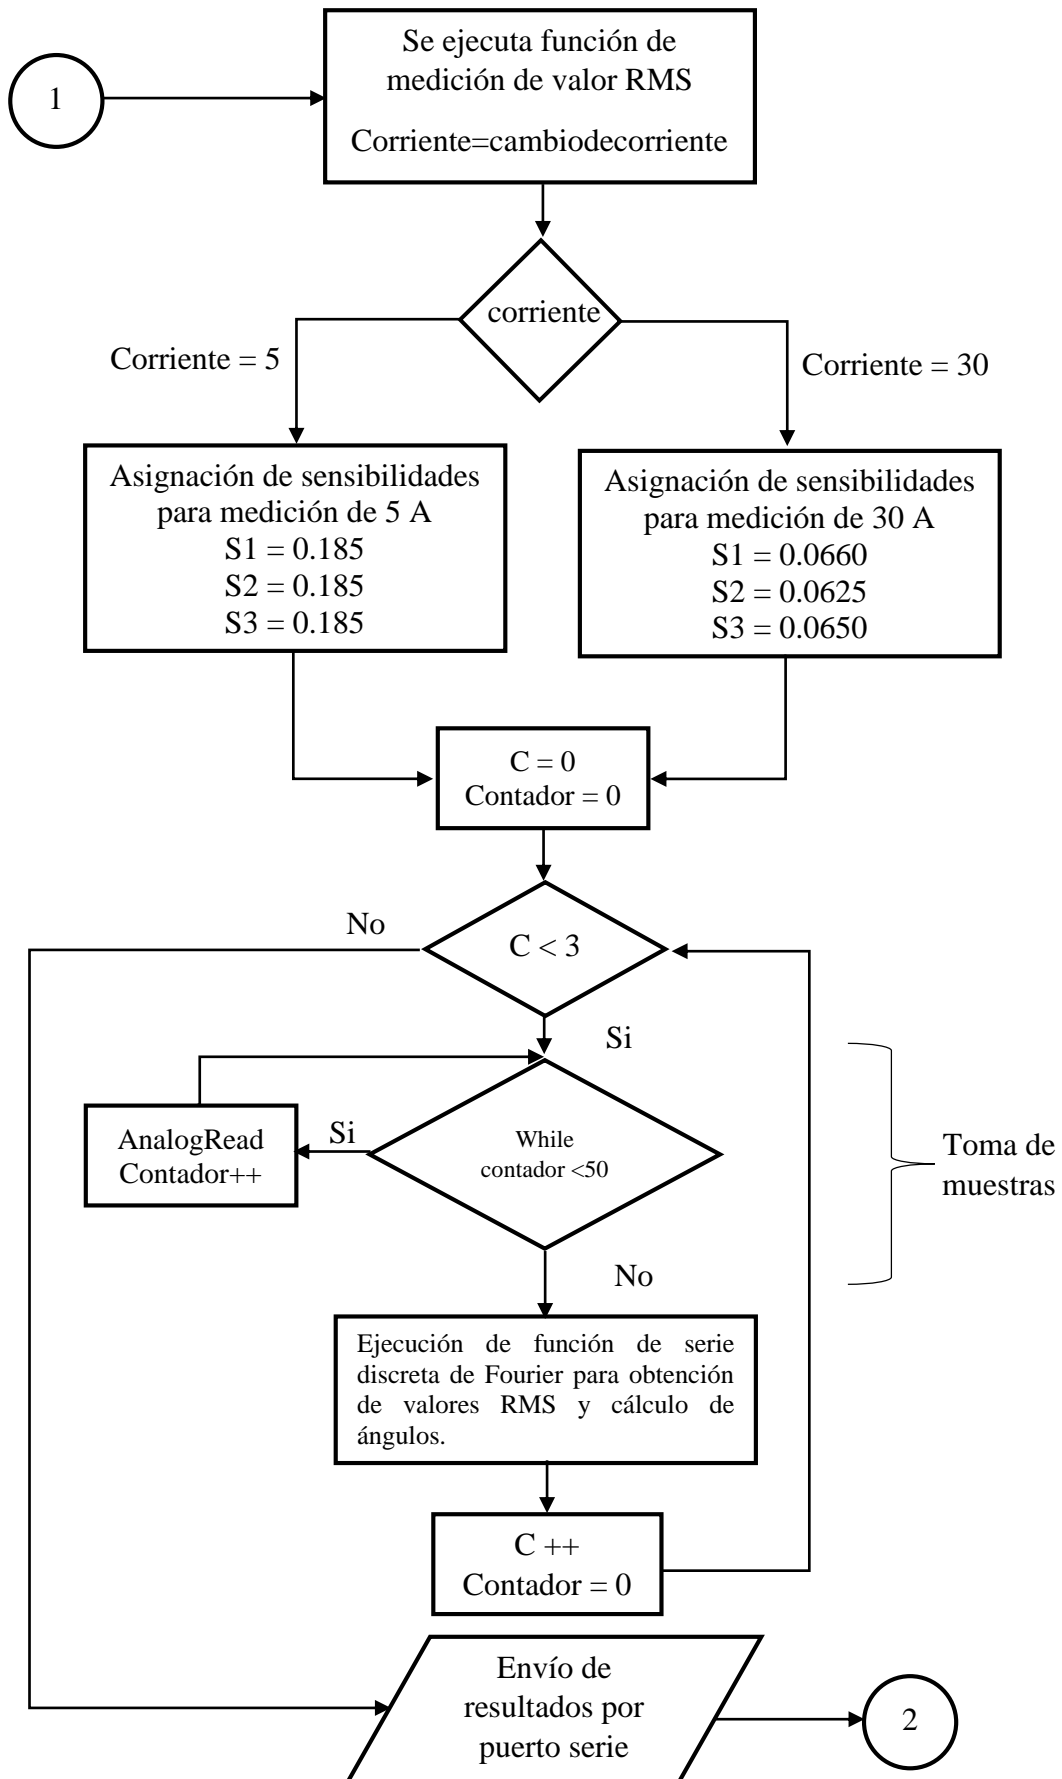 Se ejecuta función de
medición de valor RMS
1
Corriente=cambiodecorriente
corriente
Corriente = 5
Corriente = 30
Asignación de sensibilidades
para medición de 5 A
S1 = 0.185
S2 = 0.185
S3 = 0.185
Asignación de sensibilidades
para medición de 30 A
S1 = 0.0660
S2 = 0.0625
S3 = 0.0650
C = 0
Contador = 0
No
C < 3
Si
AnalogRead
Contador++
Si
While
contador <50
Toma de
muestras
No
Ejecución de función de serie
discreta de Fourier para obtención
de valores RMS y cálculo de
ángulos.
C ++
Contador = 0
Envío de
resultados por
puerto serie
2